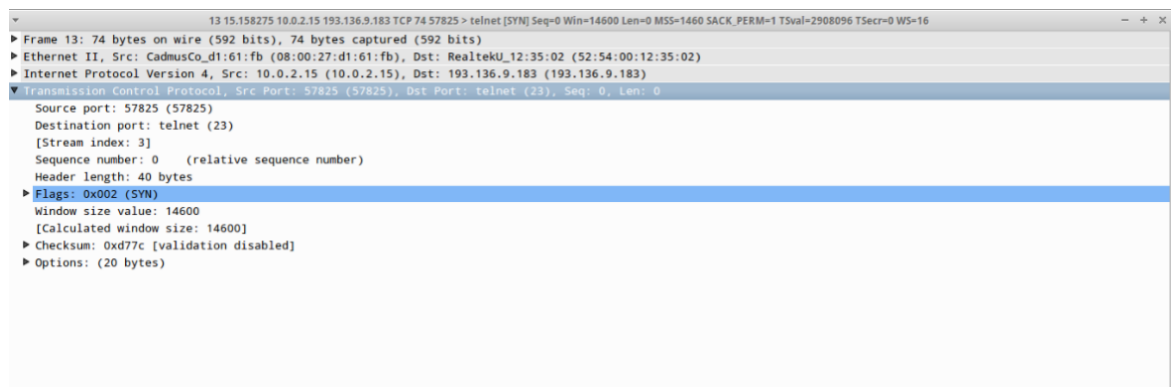 13 15.158275 10.0.2.15 193.136.9.183 TCP 74 57825 > telnet [SYN] Seq=0 Win=14600 Len=0 MSS=1460 SACK_PERM=1 TSval=2908096 TSecr=0 WS=16
Frame 13: 74 bytes on wire (592 bits), 74 bytes captured (592 bits)
Ethernet II, Src: CadmusCo_d1:61:fb (08:00:27:d1:61:fb), Dst: RealtekU_12:35:02 (52:54:00:12:35:02)
Internet Protocol Version 4, Src: 10.0.2.15 (10.0.2.15), Dst: 193.136.9.183 (193.136.9.183)
Transmission Control Protocol, Src Port: 57825 (57825), Dst Port: telnet (23), Seq: 0, Len: 0
Source port: 57825 (57825)
Destination port: telnet (23)
[Stream index: 3]
Sequence number: 0    (relative sequence number)
Header length: 40 bytes
Flags: 0x002 (SYN)
Window size value: 14600
[Calculated window size: 14600]
Checksum: 0xd77c [validation disabled]
Options: (20 bytes)